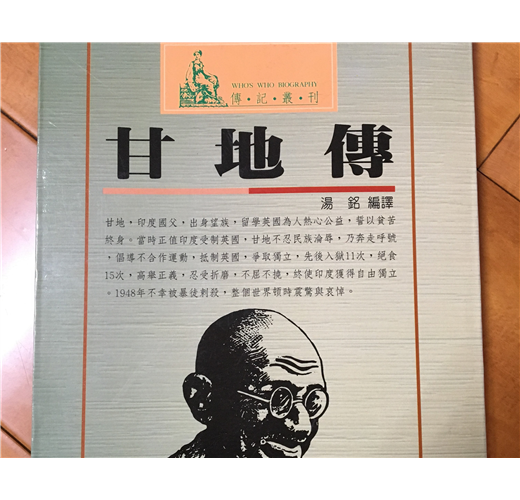 WHO'S WHO BIOGRAPHY
傳•記•叢•刊
甘地傳
湯銘 編譯
甘地,印度國父,出身望族,留學英國為人熱心公益,誓以貧苦
終身。當時正值印度受制英國,甘地不忍民族淪辱,乃奔走呼號
,倡導不合作運動,抵制英國,爭取獨立,先後入獄11次,絕食
15次,高舉正義,忍受折磨,不屈不撓,終使印度獲得自由獨立
。1948年不幸被暴徒刺殺,整個世界頓時震驚與哀悼。